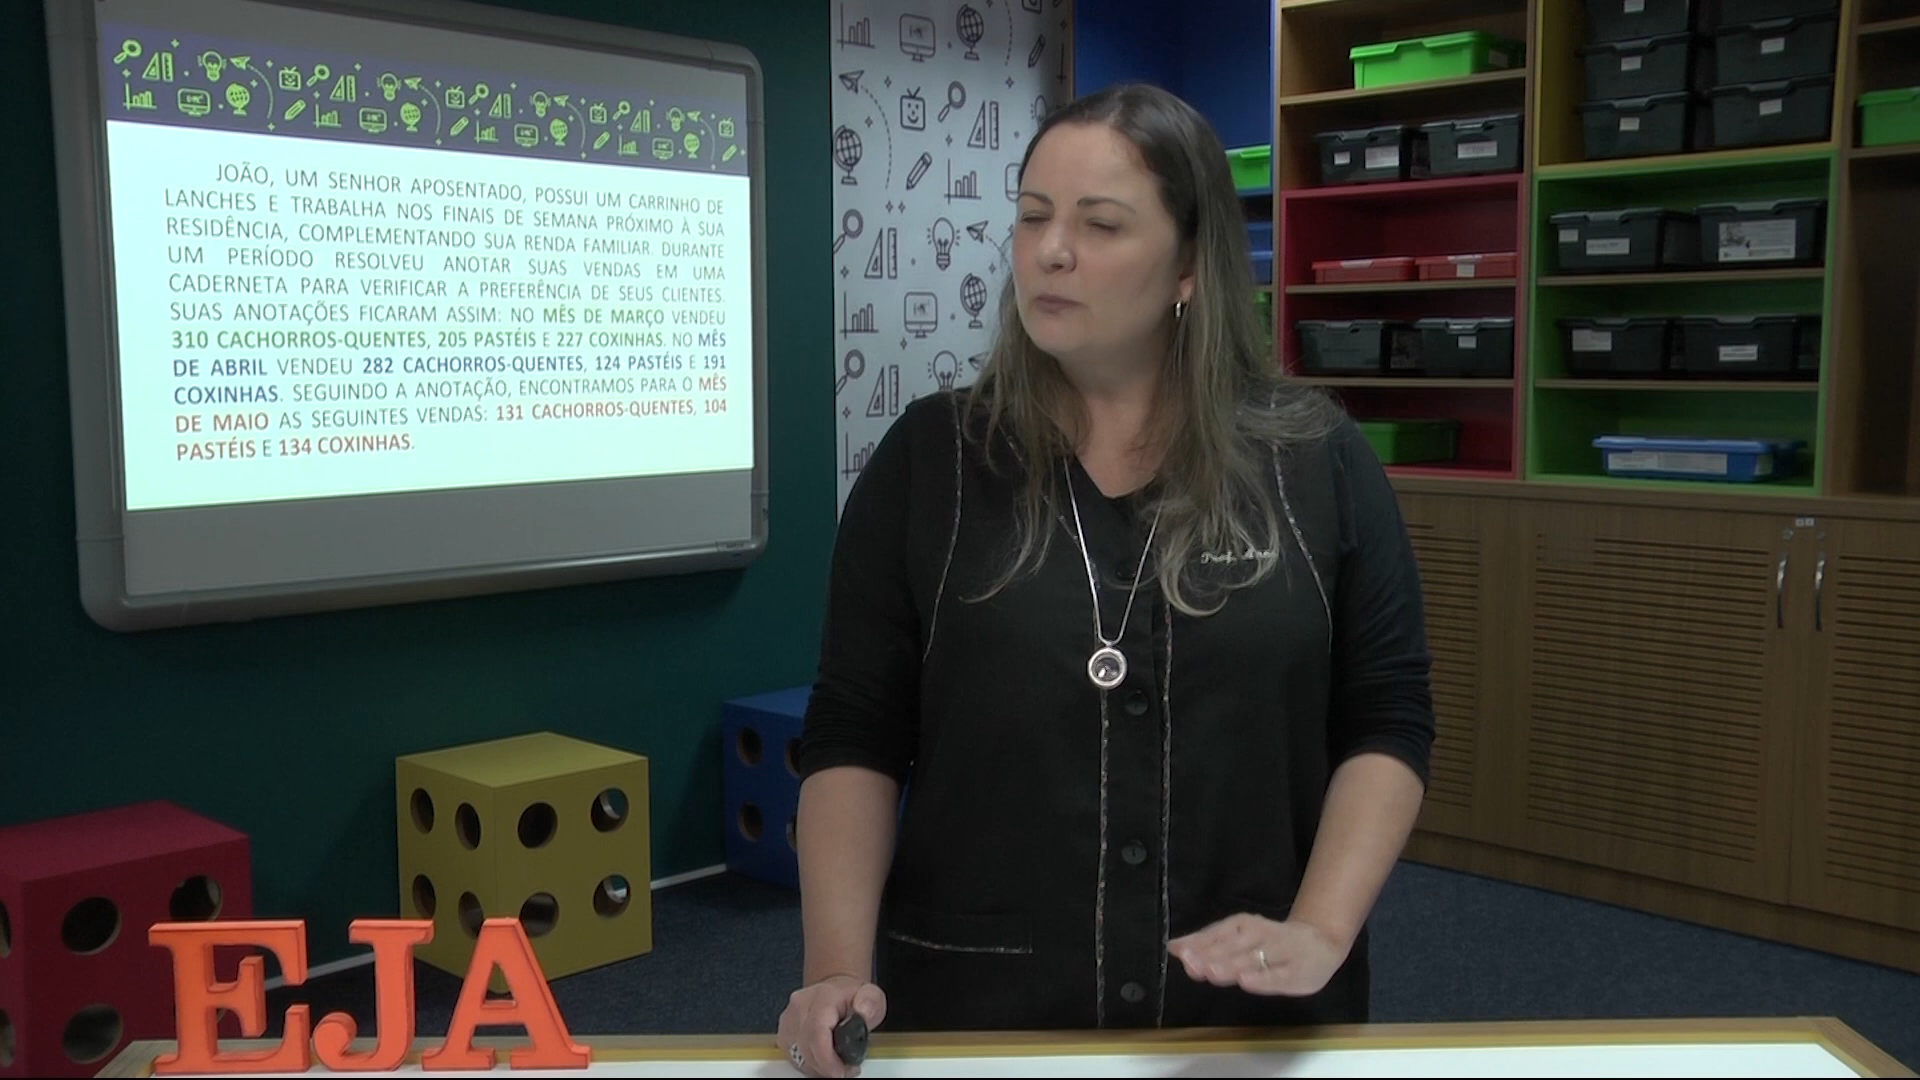 JOÃO, UM SENHOR APOSENTADO, POSSUI UM CARRINHO DE
LANCHES E TRABALHA NOS FINAIS DE SEMANA PRÓXIMO À SUA
RESIDÊNCIA, COMPLEMENTANDO SUA RENDA FAMILIAR. DURANTE
UM PERÍODO RESOLVEU ANOTAR SUAS VENDAS EM UMA
CADERNETA PARA VERIFICAR A PREFERÊNCIA DE SEUS CLIENTES.
SUAS ANOTAÇÕES FICARAM ASSIM: NO MÊS DE MARÇO VENDEU
310 CACHORROS-QUENTES, 205 PASTÉIS E 227 COXINHAS. NO MÊS
DE ABRIL VENDEU 282 CACHORROS-QUENTES, 124 PASTÉIS E 191
COXINHAS. SEGUINDO A ANOTAÇÃO, ENCONTRAMOS PARA O MÊS
DE MAIO AS SEGUINTES VENDAS: 131 CACHORROS-QUENTES, 104
PASTÉIS E 134 COXINHAS.
Prof.
EJA